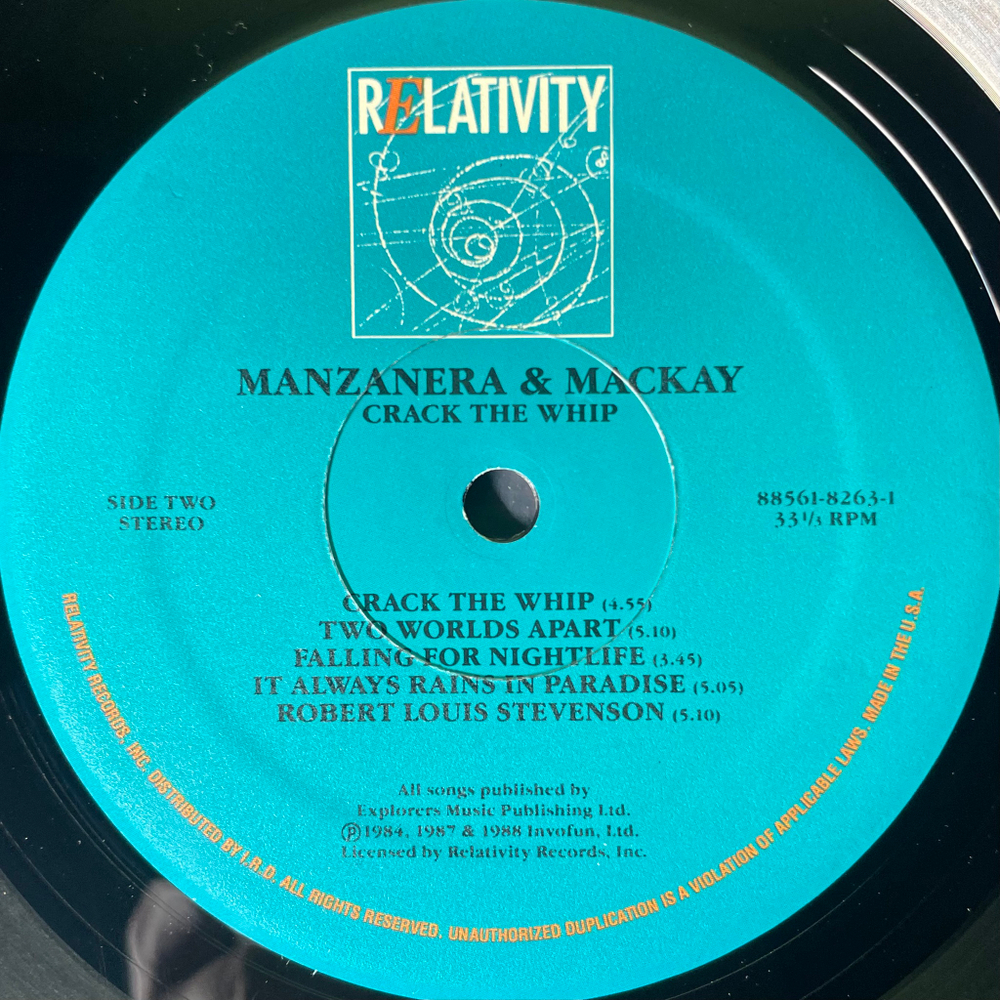 RELATIVITY
MANZANERA & MACKAY
CRACK THE WHIP
SIDE TWO
STEREO
88561-8263-1
33 1/3 RPM
CRACK THE WHIP (4.55)
TWO WORLDS APART (5.10)
FALLING FOR NIGHTLIFE (3.45)
IT ALWAYS RAINS IN PARADISE (5.05)
ROBERT LOUIS STEVENSON (5.10)
All songs published by
Explorers Music Publishing Ltd.
Ⓟ1984, 1987 & 1988 Invofun, Ltd.
Licensed by Relativity Records, Inc.
RELATIVITY RECORDS, INC. DISTRIBUTED BY I.R.D. ALL RIGHTS RESERVED. UNAUTHORIZED DUPLICATION IS A VIOLATION OF APPLICABLE LAWS. MADE IN THE U.S.A.